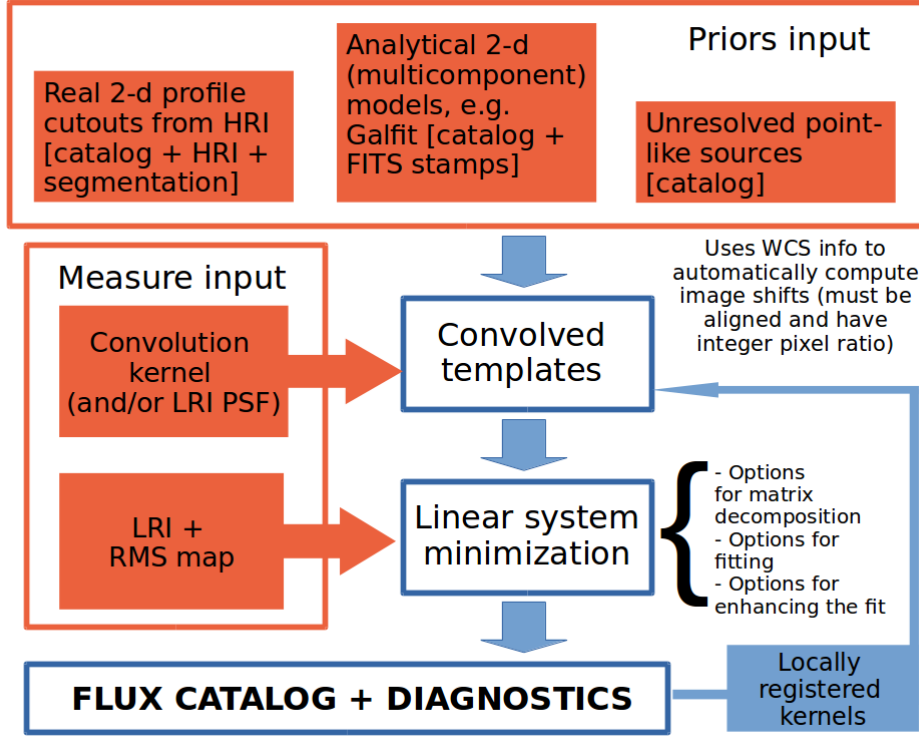 Priors input
Real 2-d profile
cutouts from HRI
[catalog + HRI +
segmentation]
Analytical 2-d
(multicomponent)
models, e.g.
Galfit [catalog +
FITS stamps]
Unresolved point-
like sources
[catalog]
Uses WCS info to
automatically compute
image shifts (must be
aligned and have
integer pixel ratio)
Measure input
Convolution
kernel
(and/or LRI PSF)
Convolved
templates
LRI +
RMS map
Linear system
minimization
- Options
for matrix
decomposition
- Options for
fitting
- Options for
enhancing the fit
FLUX CATALOG + DIAGNOSTICS
Locally
registered
kernels